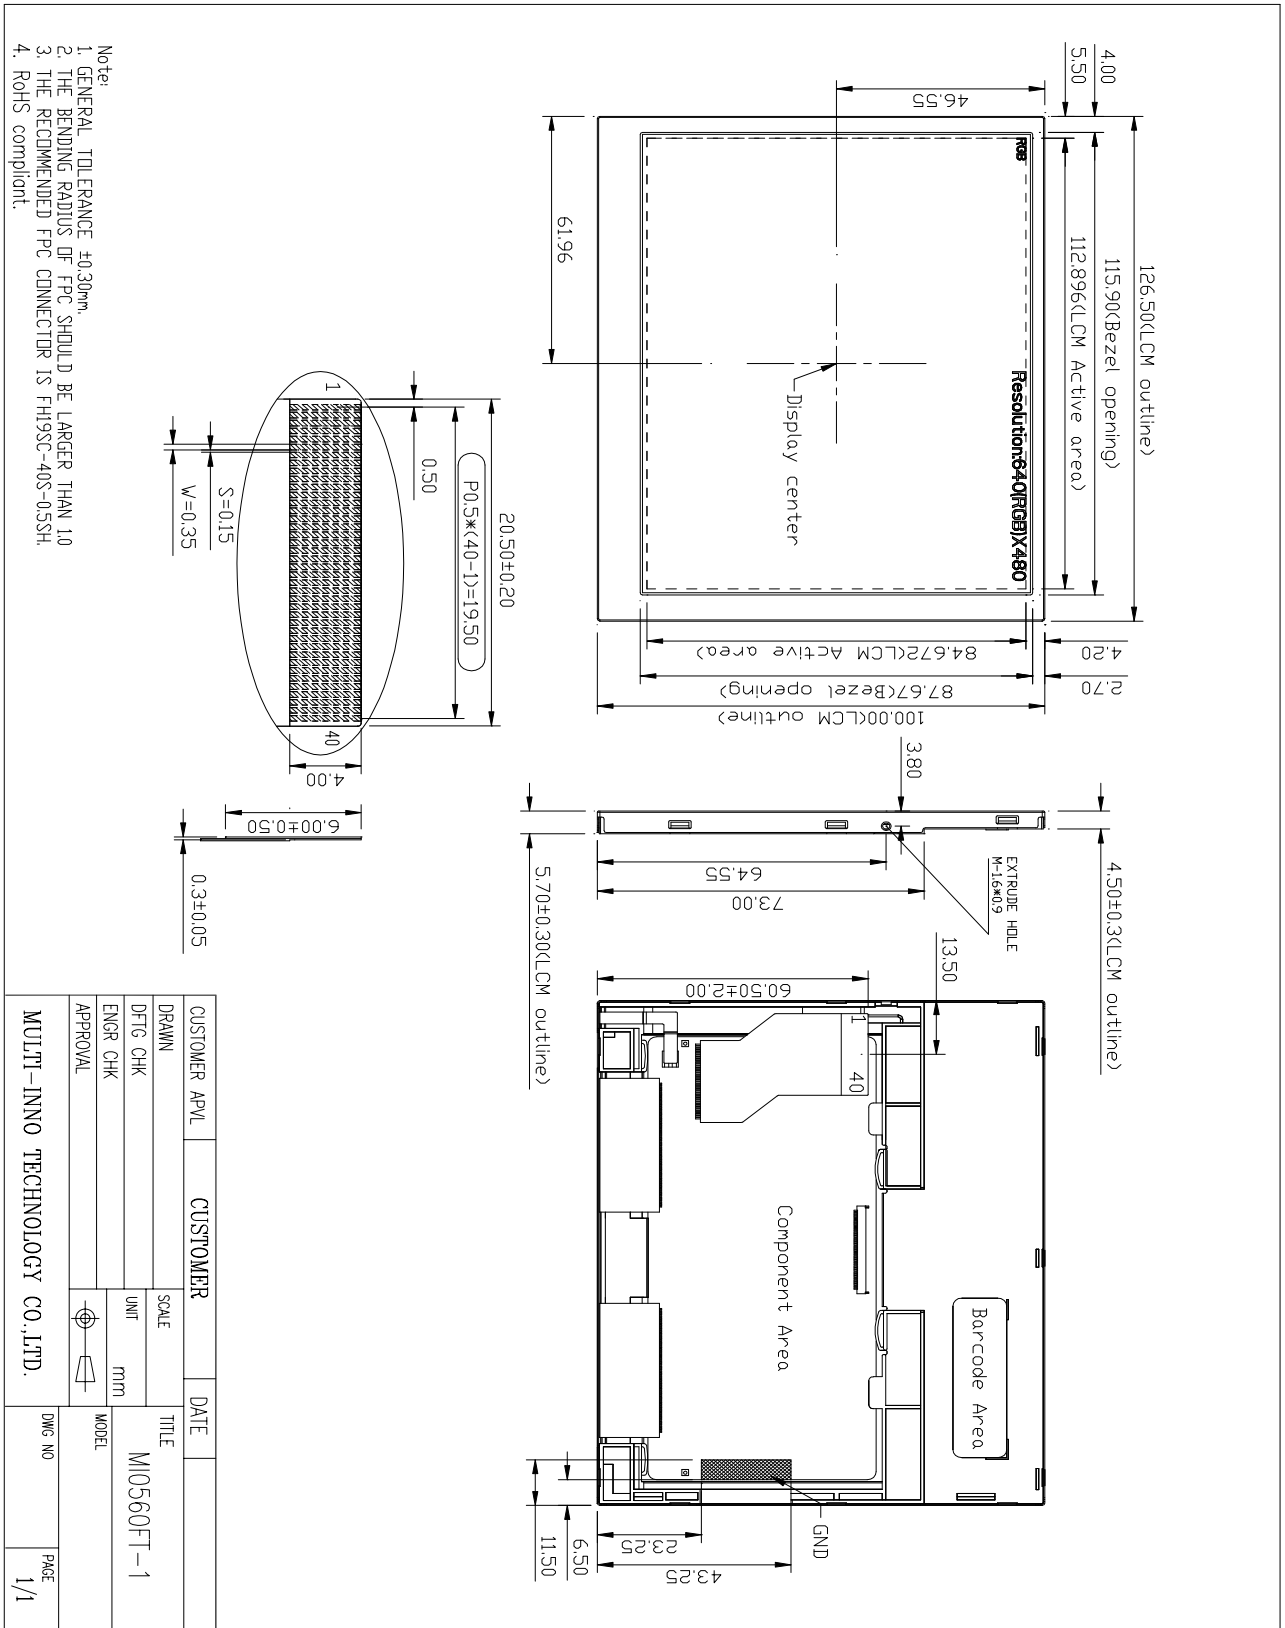 126.50(LCM outline)
115.90(Bezel opening)
112.896(LCM Active area)
4.00
5.50
46.55
61.96
RGB
Resolution:640(RGB)X480
Display center
4.20
2.70
84.672(LCM Active area)
87.67(Bezel opening)
100.00(LCM outline)
4.50±0.3(LCM outline)
3.80
EXTRUDE HOLE
M-1.6*0.9
64.55
73.00
5.70±0.30(LCM outline)
13.50
60.50±2.00
1
40
Component Area
Barcode Area
GND
23.25
43.25
6.50
11.50
20.50±0.20
P0.5*(40-1)=19.50
0.50
1
40
S=0.15
W=0.35
4.00
6.00±0.50
0.3±0.05
Note:
1. GENERAL TOLERANCE ±0.30mm.
2. THE BENDING RADIUS OF FPC SHOULD BE LARGER THAN 1.0
3. THE RECOMMENDED FPC CONNECTOR IS FH19SC-40S-0.5SH.
4. RoHS compliant.
CUSTOMER APVL
CUSTOMER
DATE
DRAWN
DFTG CHK
ENGR CHK
APPROVAL
SCALE
UNIT
mm
TITLE
MI0560FT-1
MODEL
MULTI-INNO TECHNOLOGY CO.,LTD.
DWG NO
PAGE
1/1